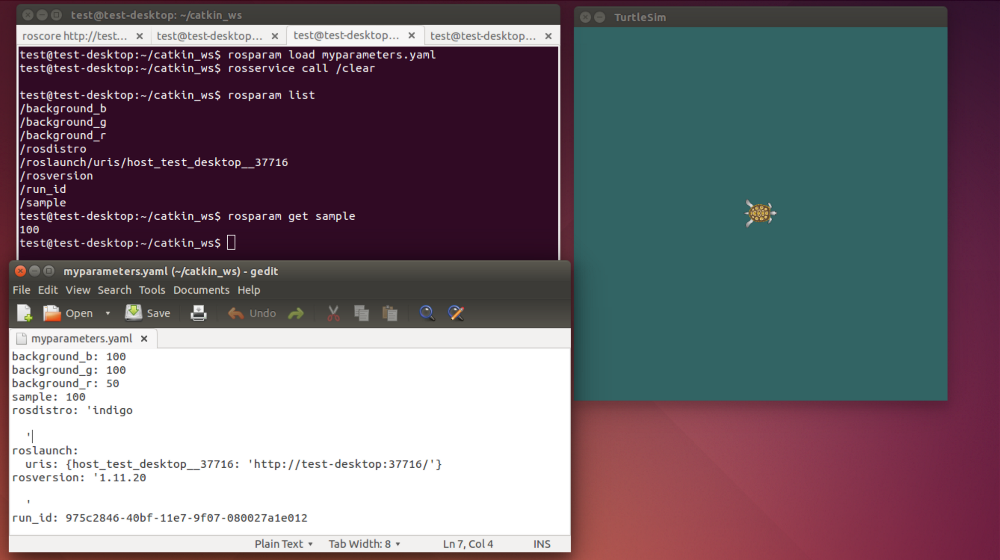 test@test-desktop: ~/catkin_ws
roscore http://test... × test@test-desktop... × test@test-desktop... × test@test-desktop... ×
test@test-desktop:~/catkin_ws$ rosparam load myparameters.yaml
test@test-desktop:~/catkin_ws$ rosservice call /clear
test@test-desktop:~/catkin_ws$ rosparam list
/background_b
/background_g
/background_r
/rosdistro
/roslaunch/uris/host_test_desktop__37716
/rosversion
/run_id
/sample
test@test-desktop:~/catkin_ws$ rosparam get sample
100
test@test-desktop:~/catkin_ws$
TurtleSim
myparameters.yaml (~/catkin_ws) - gedit
File Edit View Search Tools Documents Help
Open Save Undo
myparameters.yaml ×
background_b: 100
background_g: 100
background_r: 50
sample: 100
rosdistro: 'indigo
'
roslaunch:
uris: {host_test_desktop__37716: 'http://test-desktop:37716/'}
rosversion: '1.11.20
'
run_id: 975c2846-40bf-11e7-9f07-080027a1e012
Plain Text Tab Width: 8 Ln 7, Col 4 INS